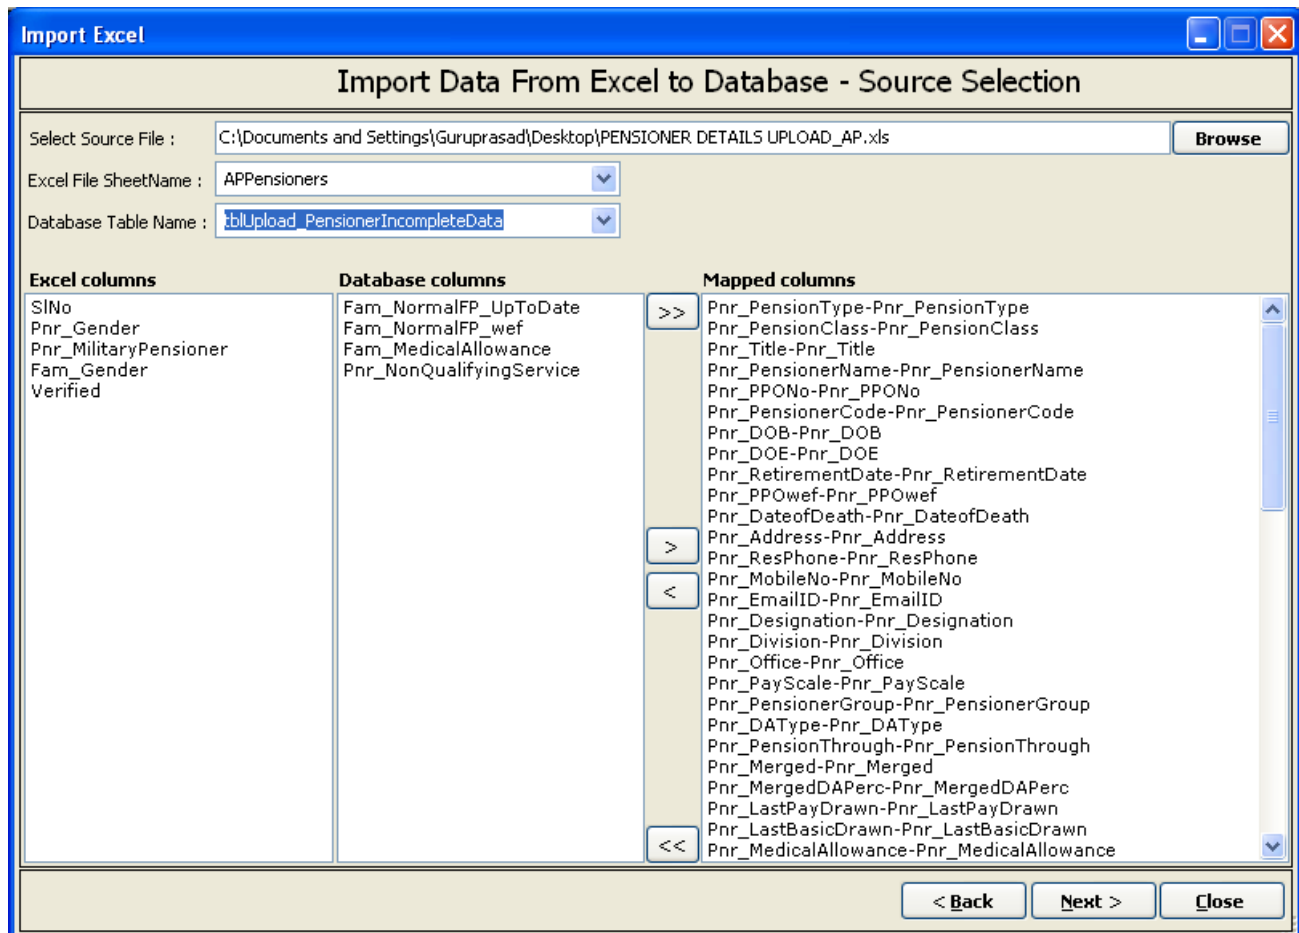 Import Excel
Import Data From Excel to Database - Source Selection
Select Source File :
C:\Documents and Settings\Guruprasad\Desktop\PENSIONER DETAILS UPLOAD_AP.xls
Browse
Excel File SheetName :
APPensioners
Database Table Name :
tblUpload_PensionerIncompleteData
Excel columns
SlNo
Pnr_Gender
Pnr_MilitaryPensioner
Fam_Gender
Verified
Database columns
Fam_NormalFP_UpToDate
Fam_NormalFP_wef
Fam_MedicalAllowance
Pnr_NonQualifyingService
>>
>
<
<<
Mapped columns
Pnr_PensionType-Pnr_PensionType
Pnr_PensionClass-Pnr_PensionClass
Pnr_Title-Pnr_Title
Pnr_PensionerName-Pnr_PensionerName
Pnr_PPONo-Pnr_PPONo
Pnr_PensionerCode-Pnr_PensionerCode
Pnr_DOB-Pnr_DOB
Pnr_DOE-Pnr_DOE
Pnr_RetirementDate-Pnr_RetirementDate
Pnr_PPOwef-Pnr_PPOwef
Pnr_DateofDeath-Pnr_DateofDeath
Pnr_Address-Pnr_Address
Pnr_ResPhone-Pnr_ResPhone
Pnr_MobileNo-Pnr_MobileNo
Pnr_EmailID-Pnr_EmailID
Pnr_Designation-Pnr_Designation
Pnr_Division-Pnr_Division
Pnr_Office-Pnr_Office
Pnr_PayScale-Pnr_PayScale
Pnr_PensionerGroup-Pnr_PensionerGroup
Pnr_DAType-Pnr_DAType
Pnr_PensionThrough-Pnr_PensionThrough
Pnr_Merged-Pnr_Merged
Pnr_MergedDAPerc-Pnr_MergedDAPerc
Pnr_LastPayDrawn-Pnr_LastPayDrawn
Pnr_LastBasicDrawn-Pnr_LastBasicDrawn
Pnr_MedicalAllowance-Pnr_MedicalAllowance
< Back
Next >
Close